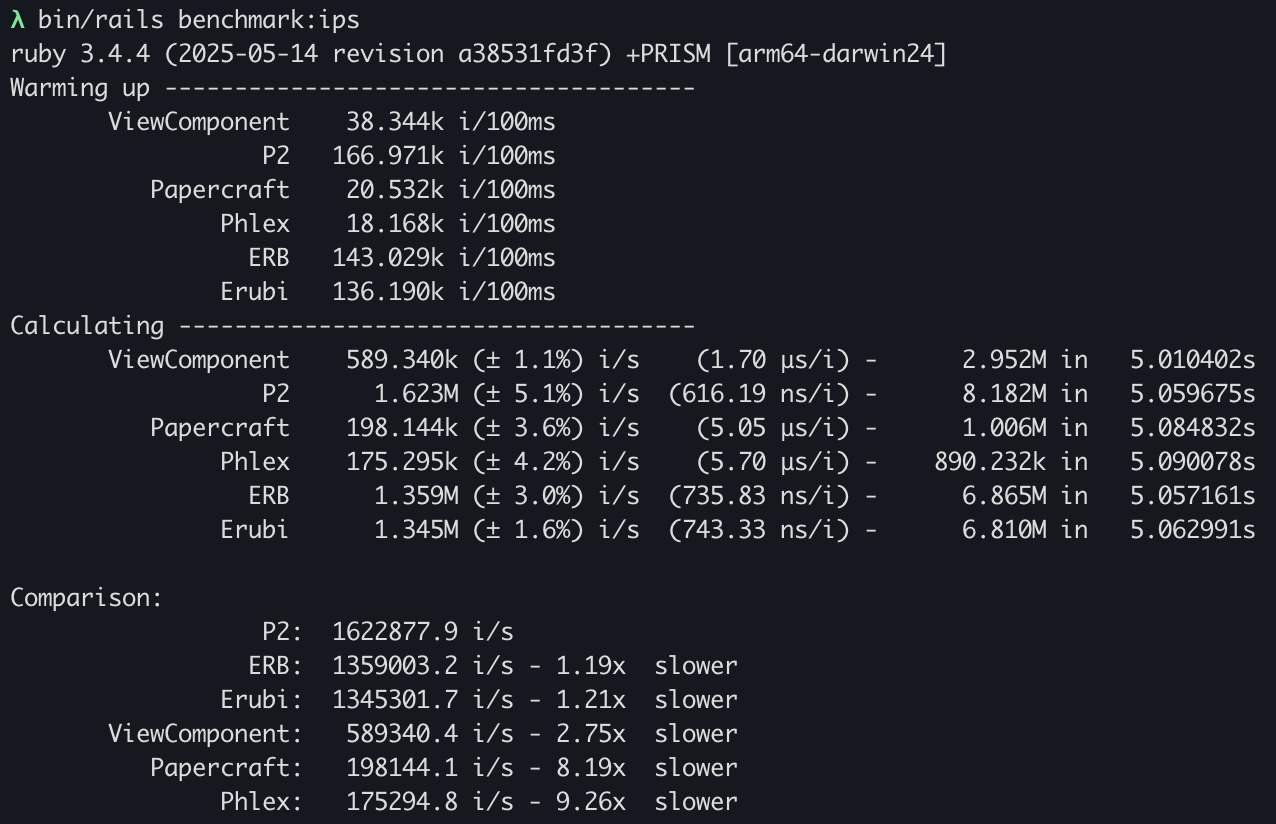 λ bin/rails benchmark:ips
ruby 3.4.4 (2025-05-14 revision a38531fd3f) +PRISM [arm64-darwin24]
Warming up --------------------------------------
       ViewComponent    38.344k i/100ms
                  P2   166.971k i/100ms
          Papercraft    20.532k i/100ms
               Phlex    18.168k i/100ms
                 ERB   143.029k i/100ms
               Erubi   136.190k i/100ms
Calculating -------------------------------------
       ViewComponent    589.340k (± 1.1%) i/s    (1.70 μs/i) -      2.952M in   5.010402s
                  P2      1.623M (± 5.1%) i/s  (616.19 ns/i) -      8.182M in   5.059675s
          Papercraft    198.144k (± 3.6%) i/s    (5.05 μs/i) -      1.006M in   5.084832s
               Phlex    175.295k (± 4.2%) i/s    (5.70 μs/i) -    890.232k in   5.090078s
                 ERB      1.359M (± 3.0%) i/s  (735.83 ns/i) -      6.865M in   5.057161s
               Erubi      1.345M (± 1.6%) i/s  (743.33 ns/i) -      6.810M in   5.062991s

Comparison:
                  P2:  1622877.9 i/s
                 ERB:  1359003.2 i/s - 1.19x  slower
               Erubi:  1345301.7 i/s - 1.21x  slower
       ViewComponent:   589340.4 i/s - 2.75x  slower
          Papercraft:   198144.1 i/s - 8.19x  slower
               Phlex:   175294.8 i/s - 9.26x  slower